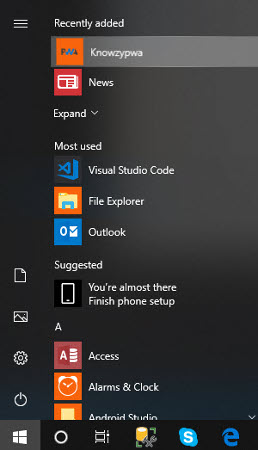 Recently added
PWA
Knowzypwa
News
Expand
Most used
Visual Studio Code
File Explorer
Outlook
Suggested
You're almost there
Finish phone setup
A
Access
Alarms & Clock
Android Studio